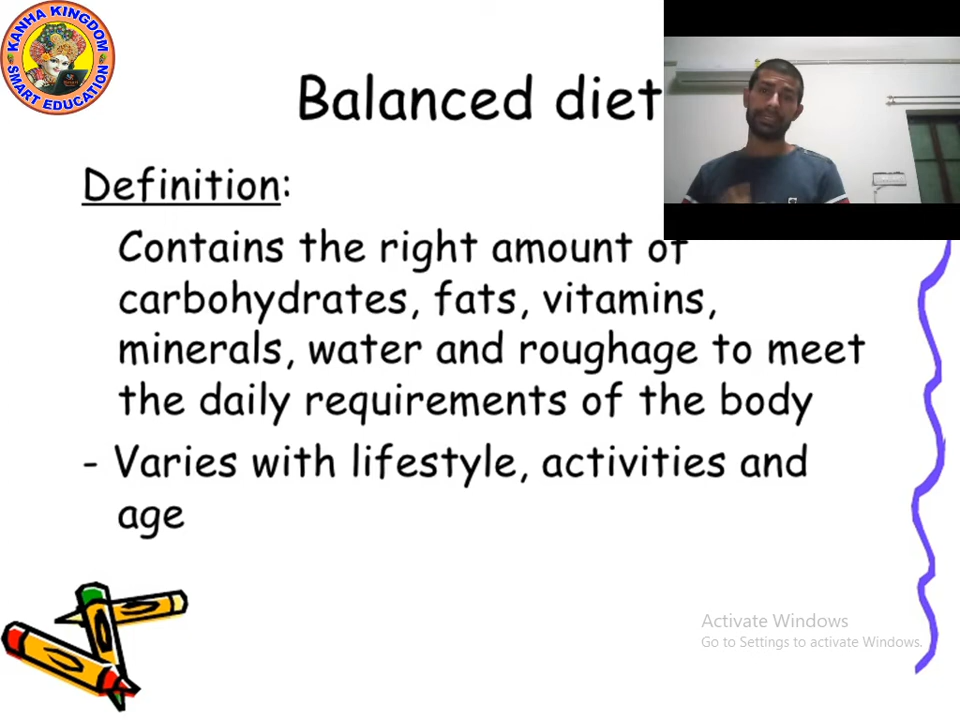 KANHA KINGDOM
SMART EDUCATION
Balanced diet
Definition:
Contains the right amount of
carbohydrates, fats, vitamins,
minerals, water and roughage to meet
the daily requirements of the body
- Varies with lifestyle, activities and
age
Activate Windows
Go to Settings to activate Windows.